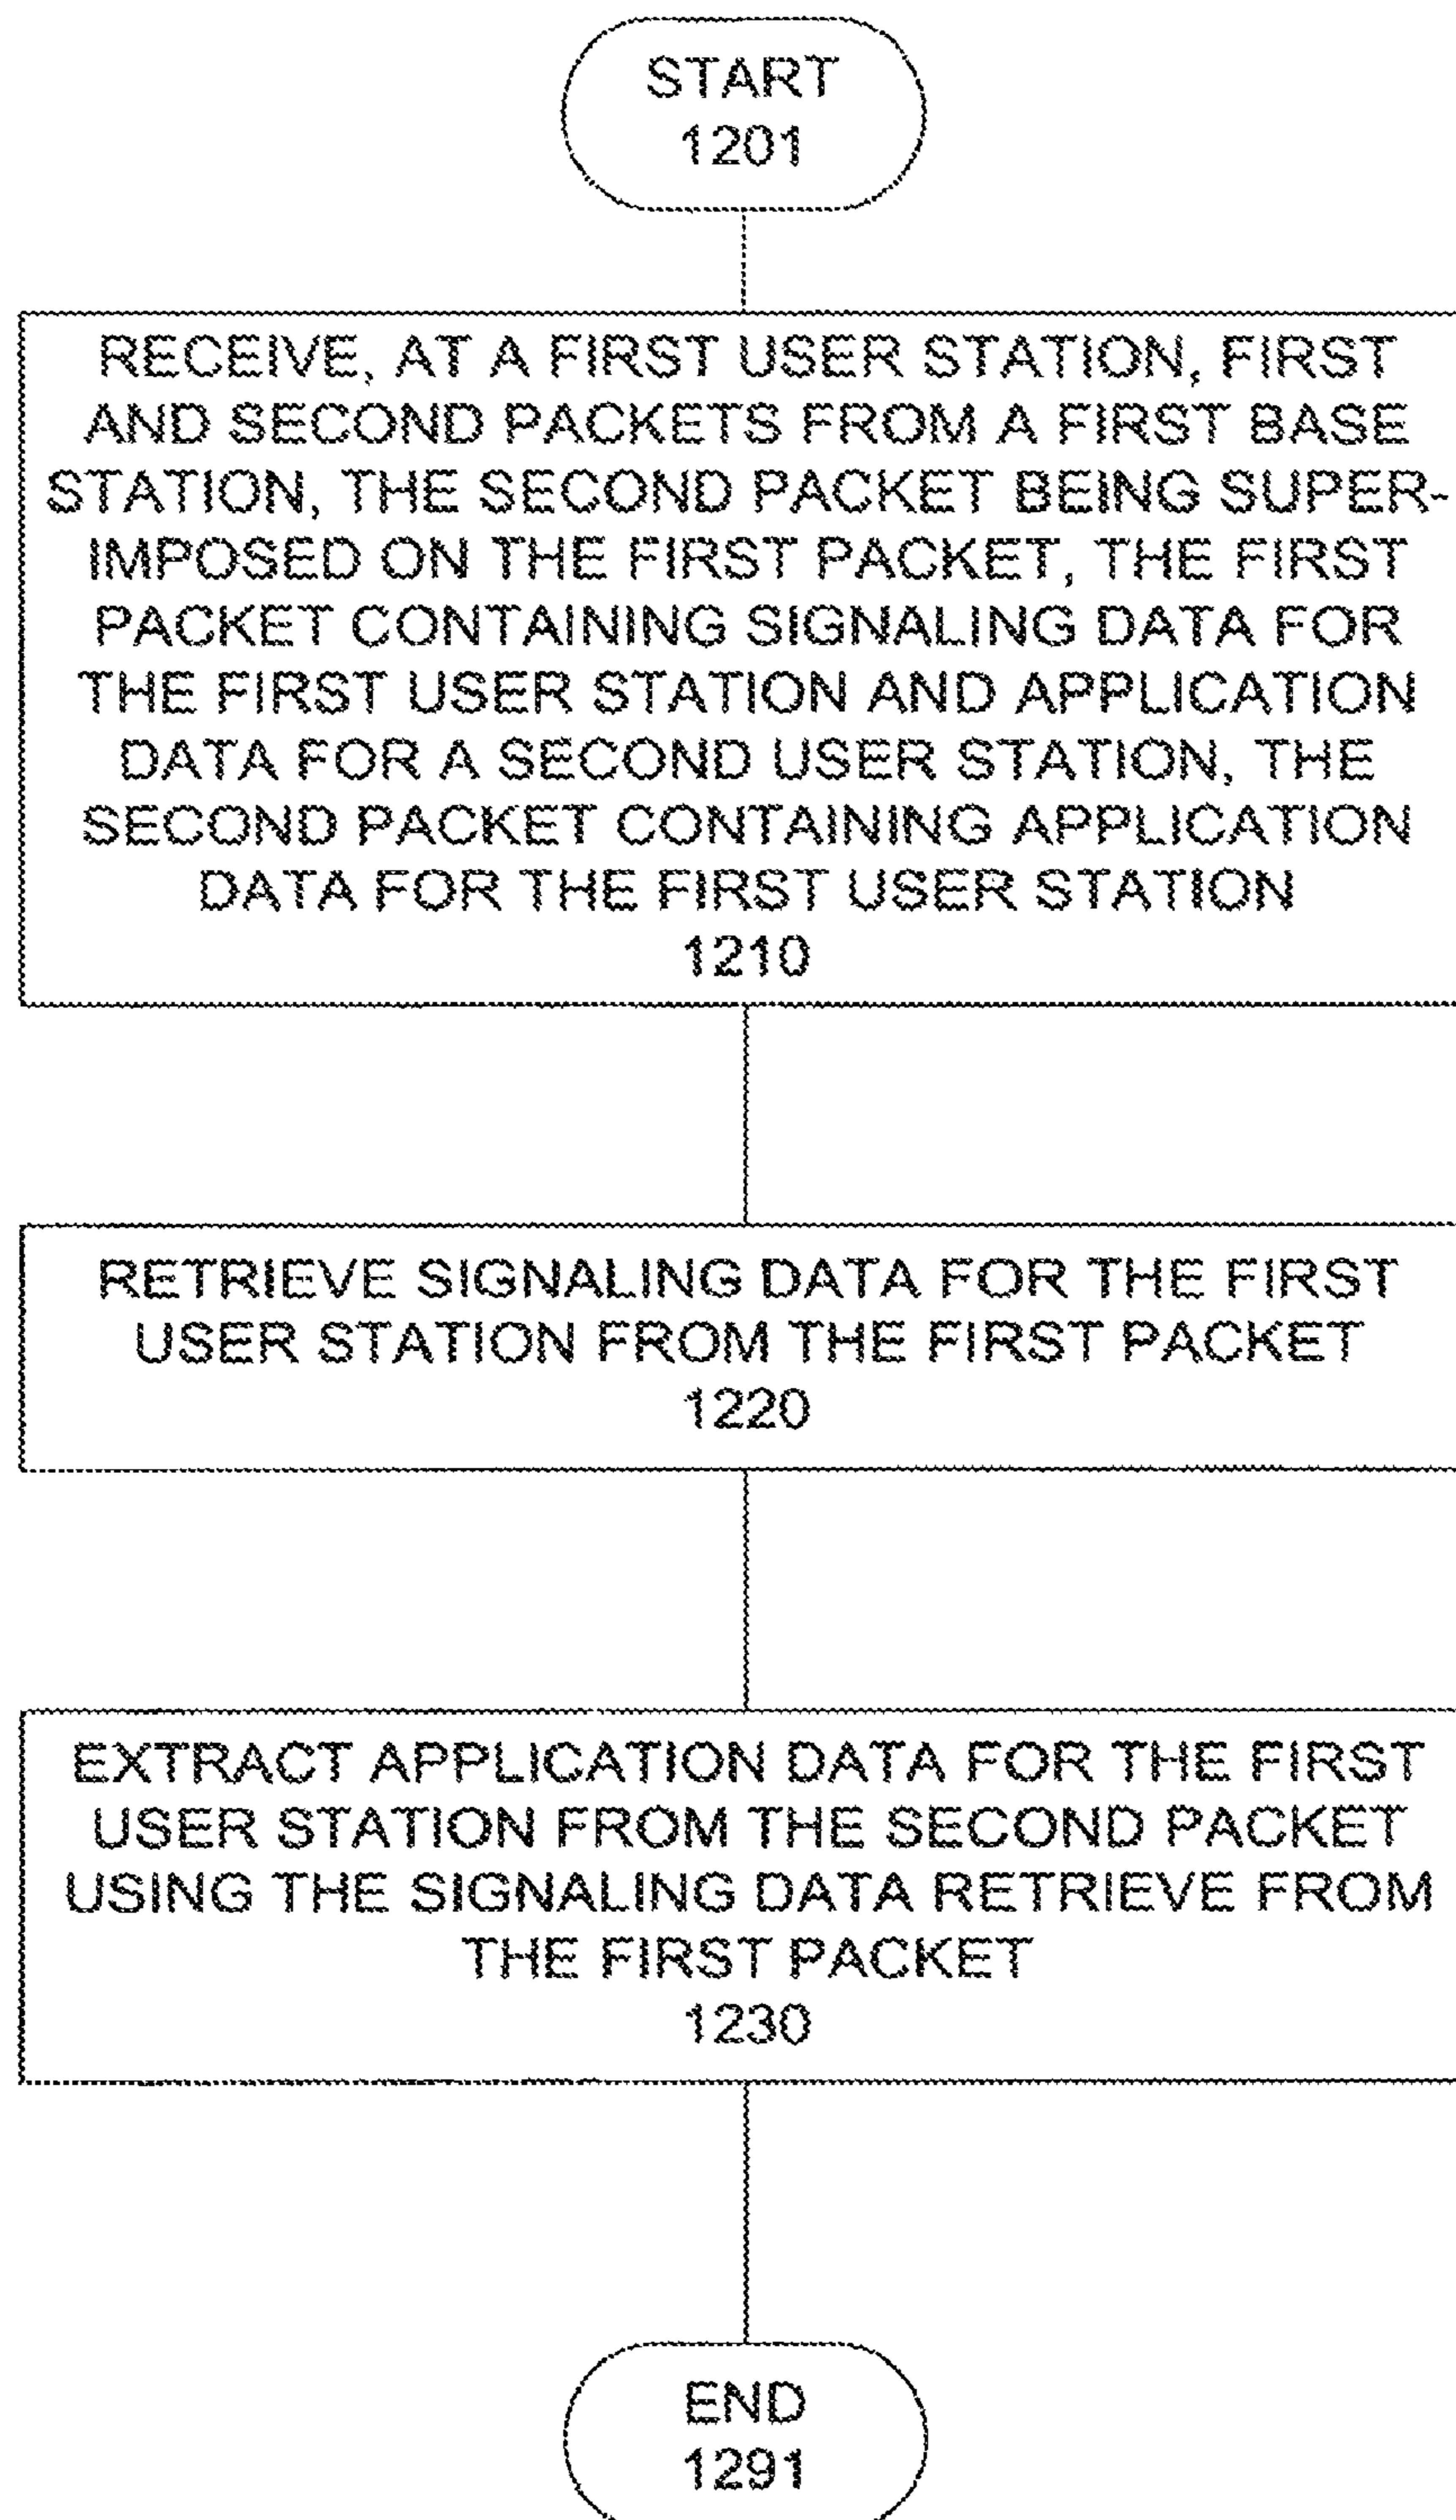 START
1201
RECEIVE, AT A FIRST USER STATION, FIRST
AND SECOND PACKETS FROM A FIRST BASE
STATION, THE SECOND PACKET BEING SUPER-
IMPOSED ON THE FIRST PACKET, THE FIRST
PACKET CONTAINING SIGNALING DATA FOR
THE FIRST USER STATION AND APPLICATION
DATA FOR A SECOND USER STATION, THE
SECOND PACKET CONTAINING APPLICATION
DATA FOR THE FIRST USER STATION
1210
RETRIEVE SIGNALING DATA FOR THE FIRST
USER STATION FROM THE FIRST PACKET
1220
EXTRACT APPLICATION DATA FOR THE FIRST
USER STATION FROM THE SECOND PACKET
USING THE SIGNALING DATA RETRIEVE FROM
THE FIRST PACKET
1230
END
1291